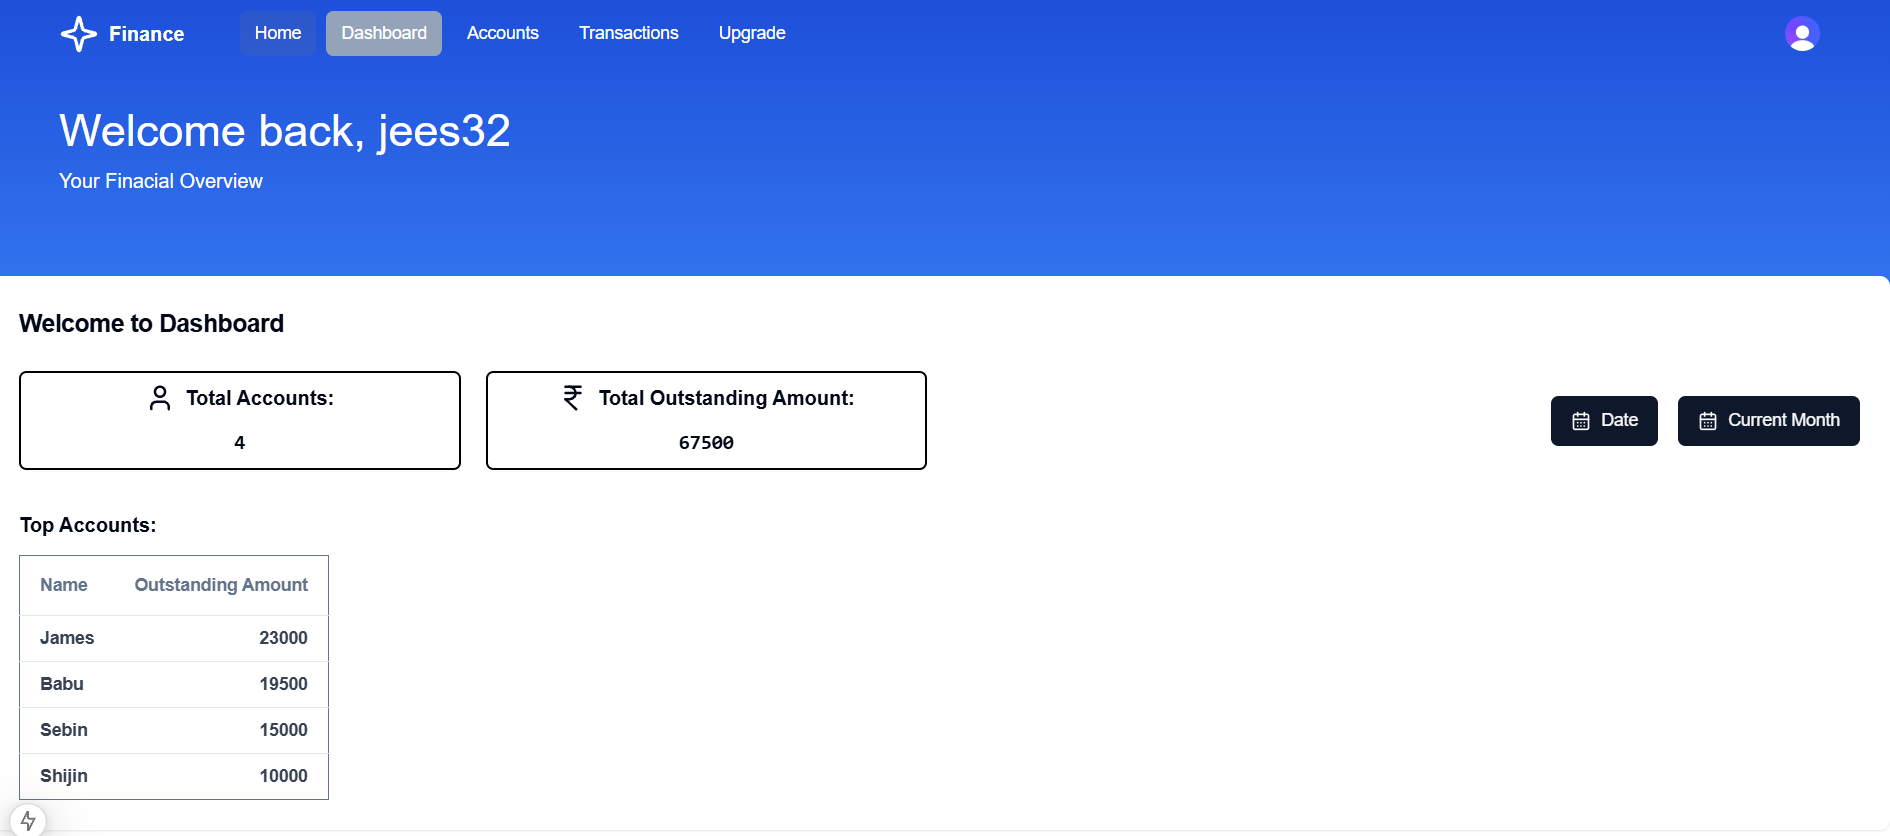 Finance Home Dashboard Accounts Transactions Upgrade
Welcome back, jees32
Your Finacial Overview
Welcome to Dashboard
Total Accounts:
4
₹ Total Outstanding Amount:
67500
Date
Current Month
Top Accounts:
Name Outstanding Amount
James 23000
Babu 19500
Sebin 15000
Shijin 10000